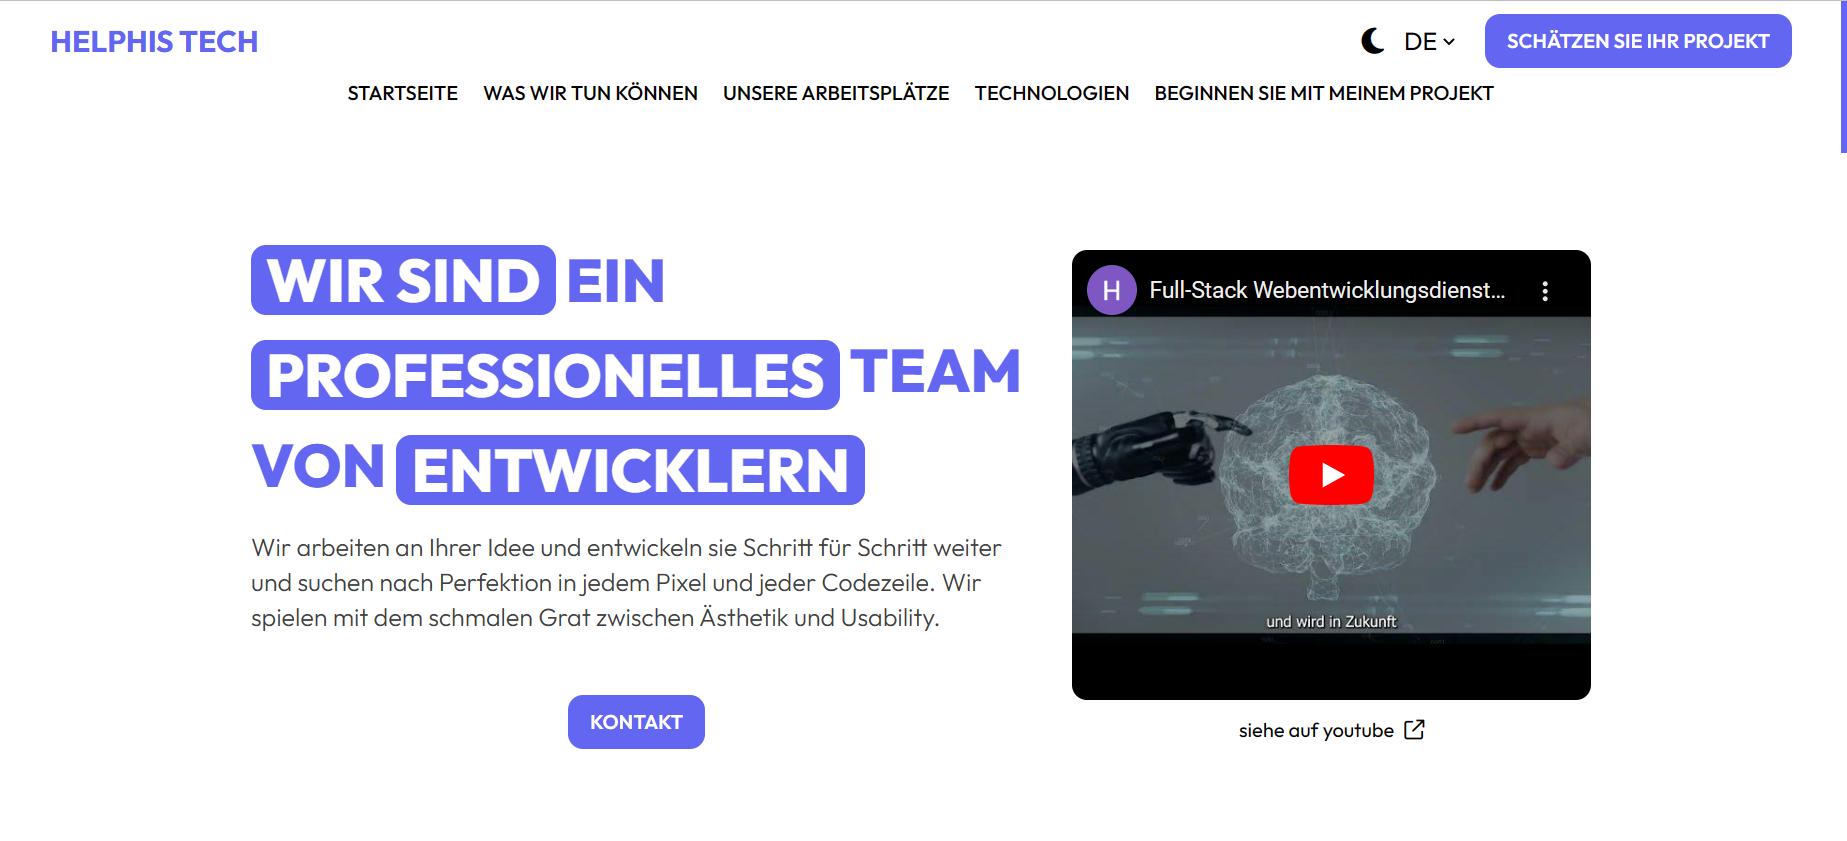 HELPHIS TECH
DE
SCHÄTZEN SIE IHR PROJEKT
STARTSEITE WAS WIR TUN KÖNNEN UNSERE ARBEITSPLÄTZE TECHNOLOGIEN BEGINNEN SIE MIT MEINEM PROJEKT
WIR SIND EIN
PROFESSIONELLES TEAM
VON ENTWICKLERN
Wir arbeiten an Ihrer Idee und entwickeln sie Schritt für Schritt weiter
und suchen nach Perfektion in jedem Pixel und jeder Codezeile. Wir
spielen mit dem schmalen Grat zwischen Ästhetik und Usability.
KONTAKT
H Full-Stack Webentwicklungsdienst...
und wird in Zukunft
siehe auf youtube